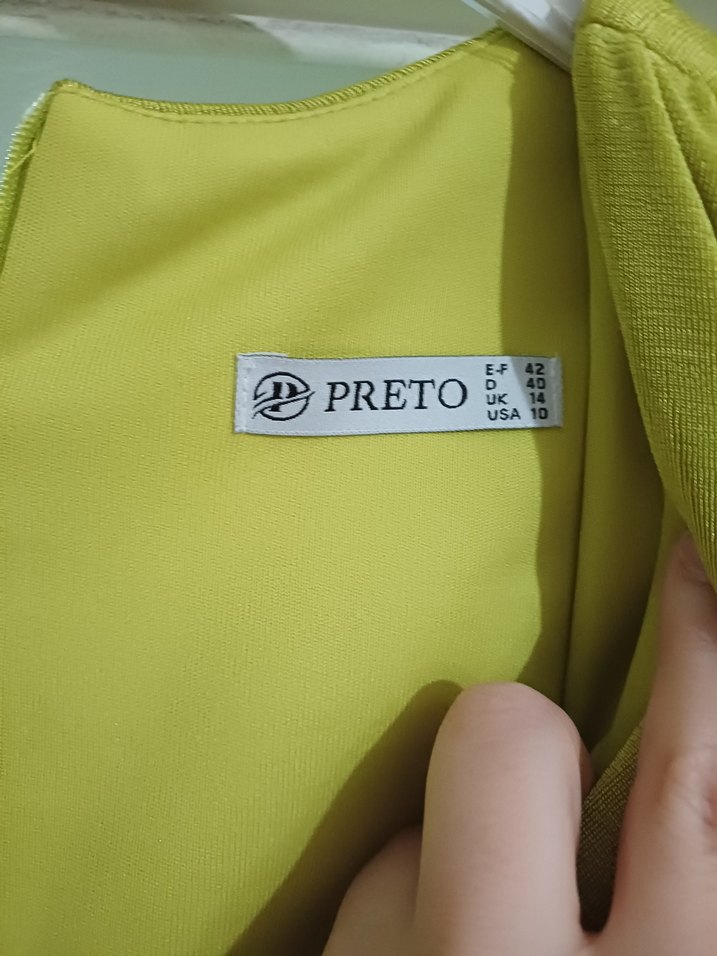 P PRETO
E-F 42
D 40
UK 14
USA 10